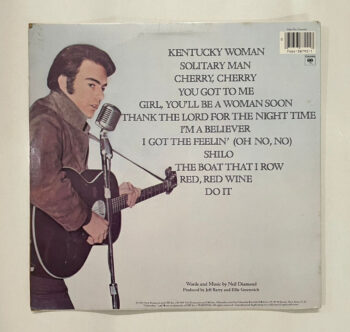 KENTUCKY WOMAN
SOLITARY MAN
CHERRY, CHERRY
YOU GOT TO ME
GIRL, YOU'LL BE A WOMAN SOON
THANK THE LORD FOR THE NIGHT TIME
I'M A BELIEVER
I GOT THE FEELIN' (OH NO, NO)
SHILO
THE BOAT THAT I ROW
RED, RED WINE
DO IT
Words and Music by Neil Diamond
Produced by Jeff Barry and Ellie Greenwich